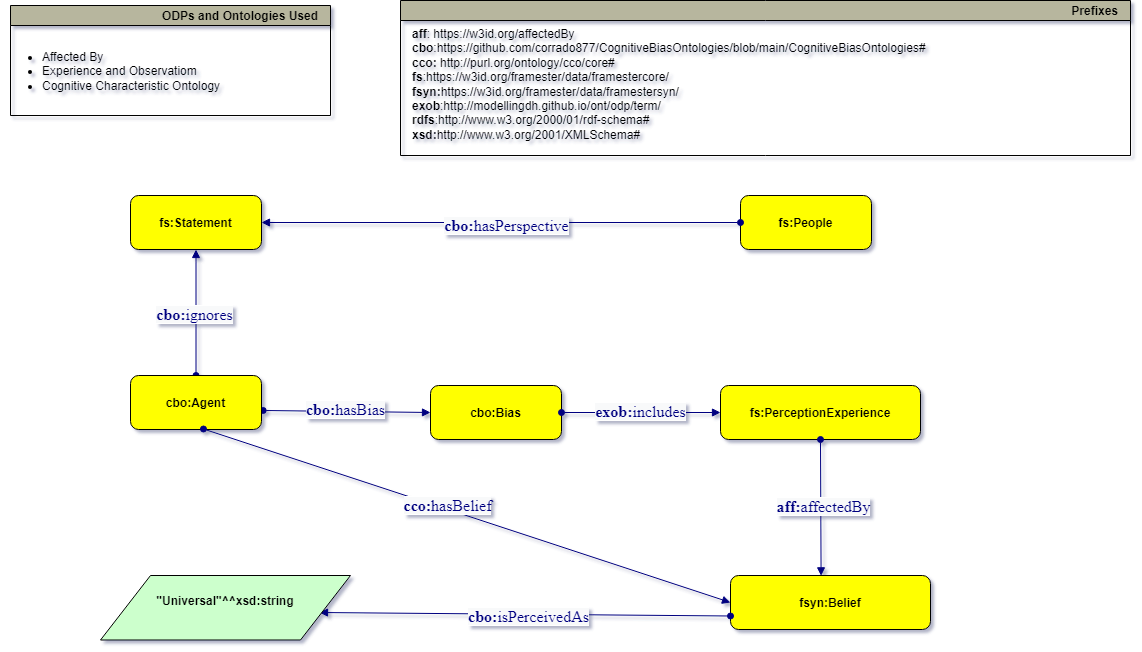 ODPs and Ontologies Used
Affected By
Experience and Observatiom
Cognitive Characteristic Ontology
Prefixes
aff: https://w3id.org/affectedBy
cbo:https://github.com/corrado877/CognitiveBiasOntologies/blob/main/CognitiveBiasOntologies#
cco: http://purl.org/ontology/cco/core#
fs:https://w3id.org/framester/data/framestercore/
fsyn:https://w3id.org/framester/data/framestersyn/
exob:http://modellingdh.github.io/ont/odp/term/
rdfs:http://www.w3.org/2000/01/rdf-schema#
xsd:http://www.w3.org/2001/XMLSchema#
fs:Statement
cbo:hasPerspective
fs:People
cbo:ignores
cbo:Agent
cbo:hasBias
cbo:Bias
exob:includes
fs:PerceptionExperience
cco:hasBelief
aff:affectedBy
"Universal"^^xsd:string
cbo:isPerceivedAs
fsyn:Belief